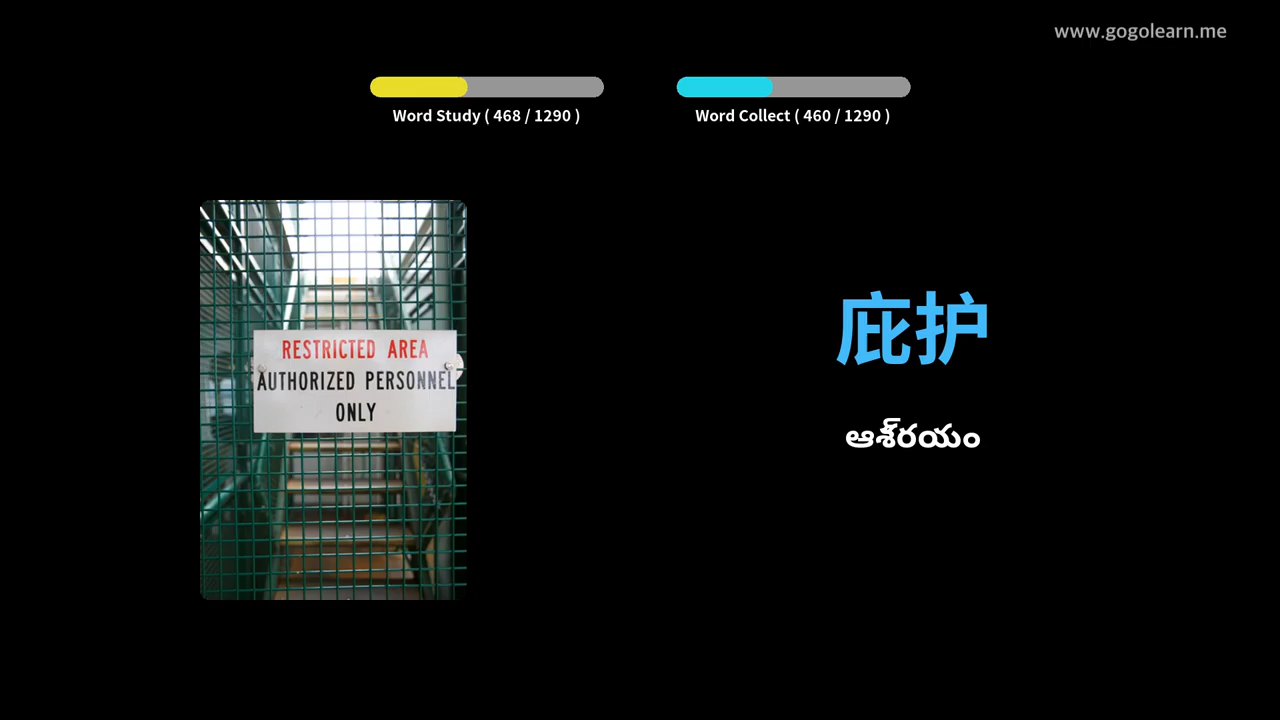 www.gogolearn.me
Word Study ( 468 / 1290 )
Word Collect ( 460 / 1290 )
RESTRICTED AREA
AUTHORIZED PERSONNEL
ONLY
庇护
ఆశ్రయం